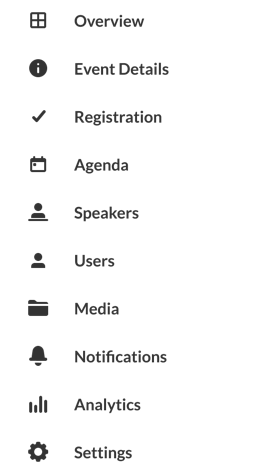 Overview
Event Details
Registration
Agenda
Speakers
Users
Media
Notifications
Analytics
Settings